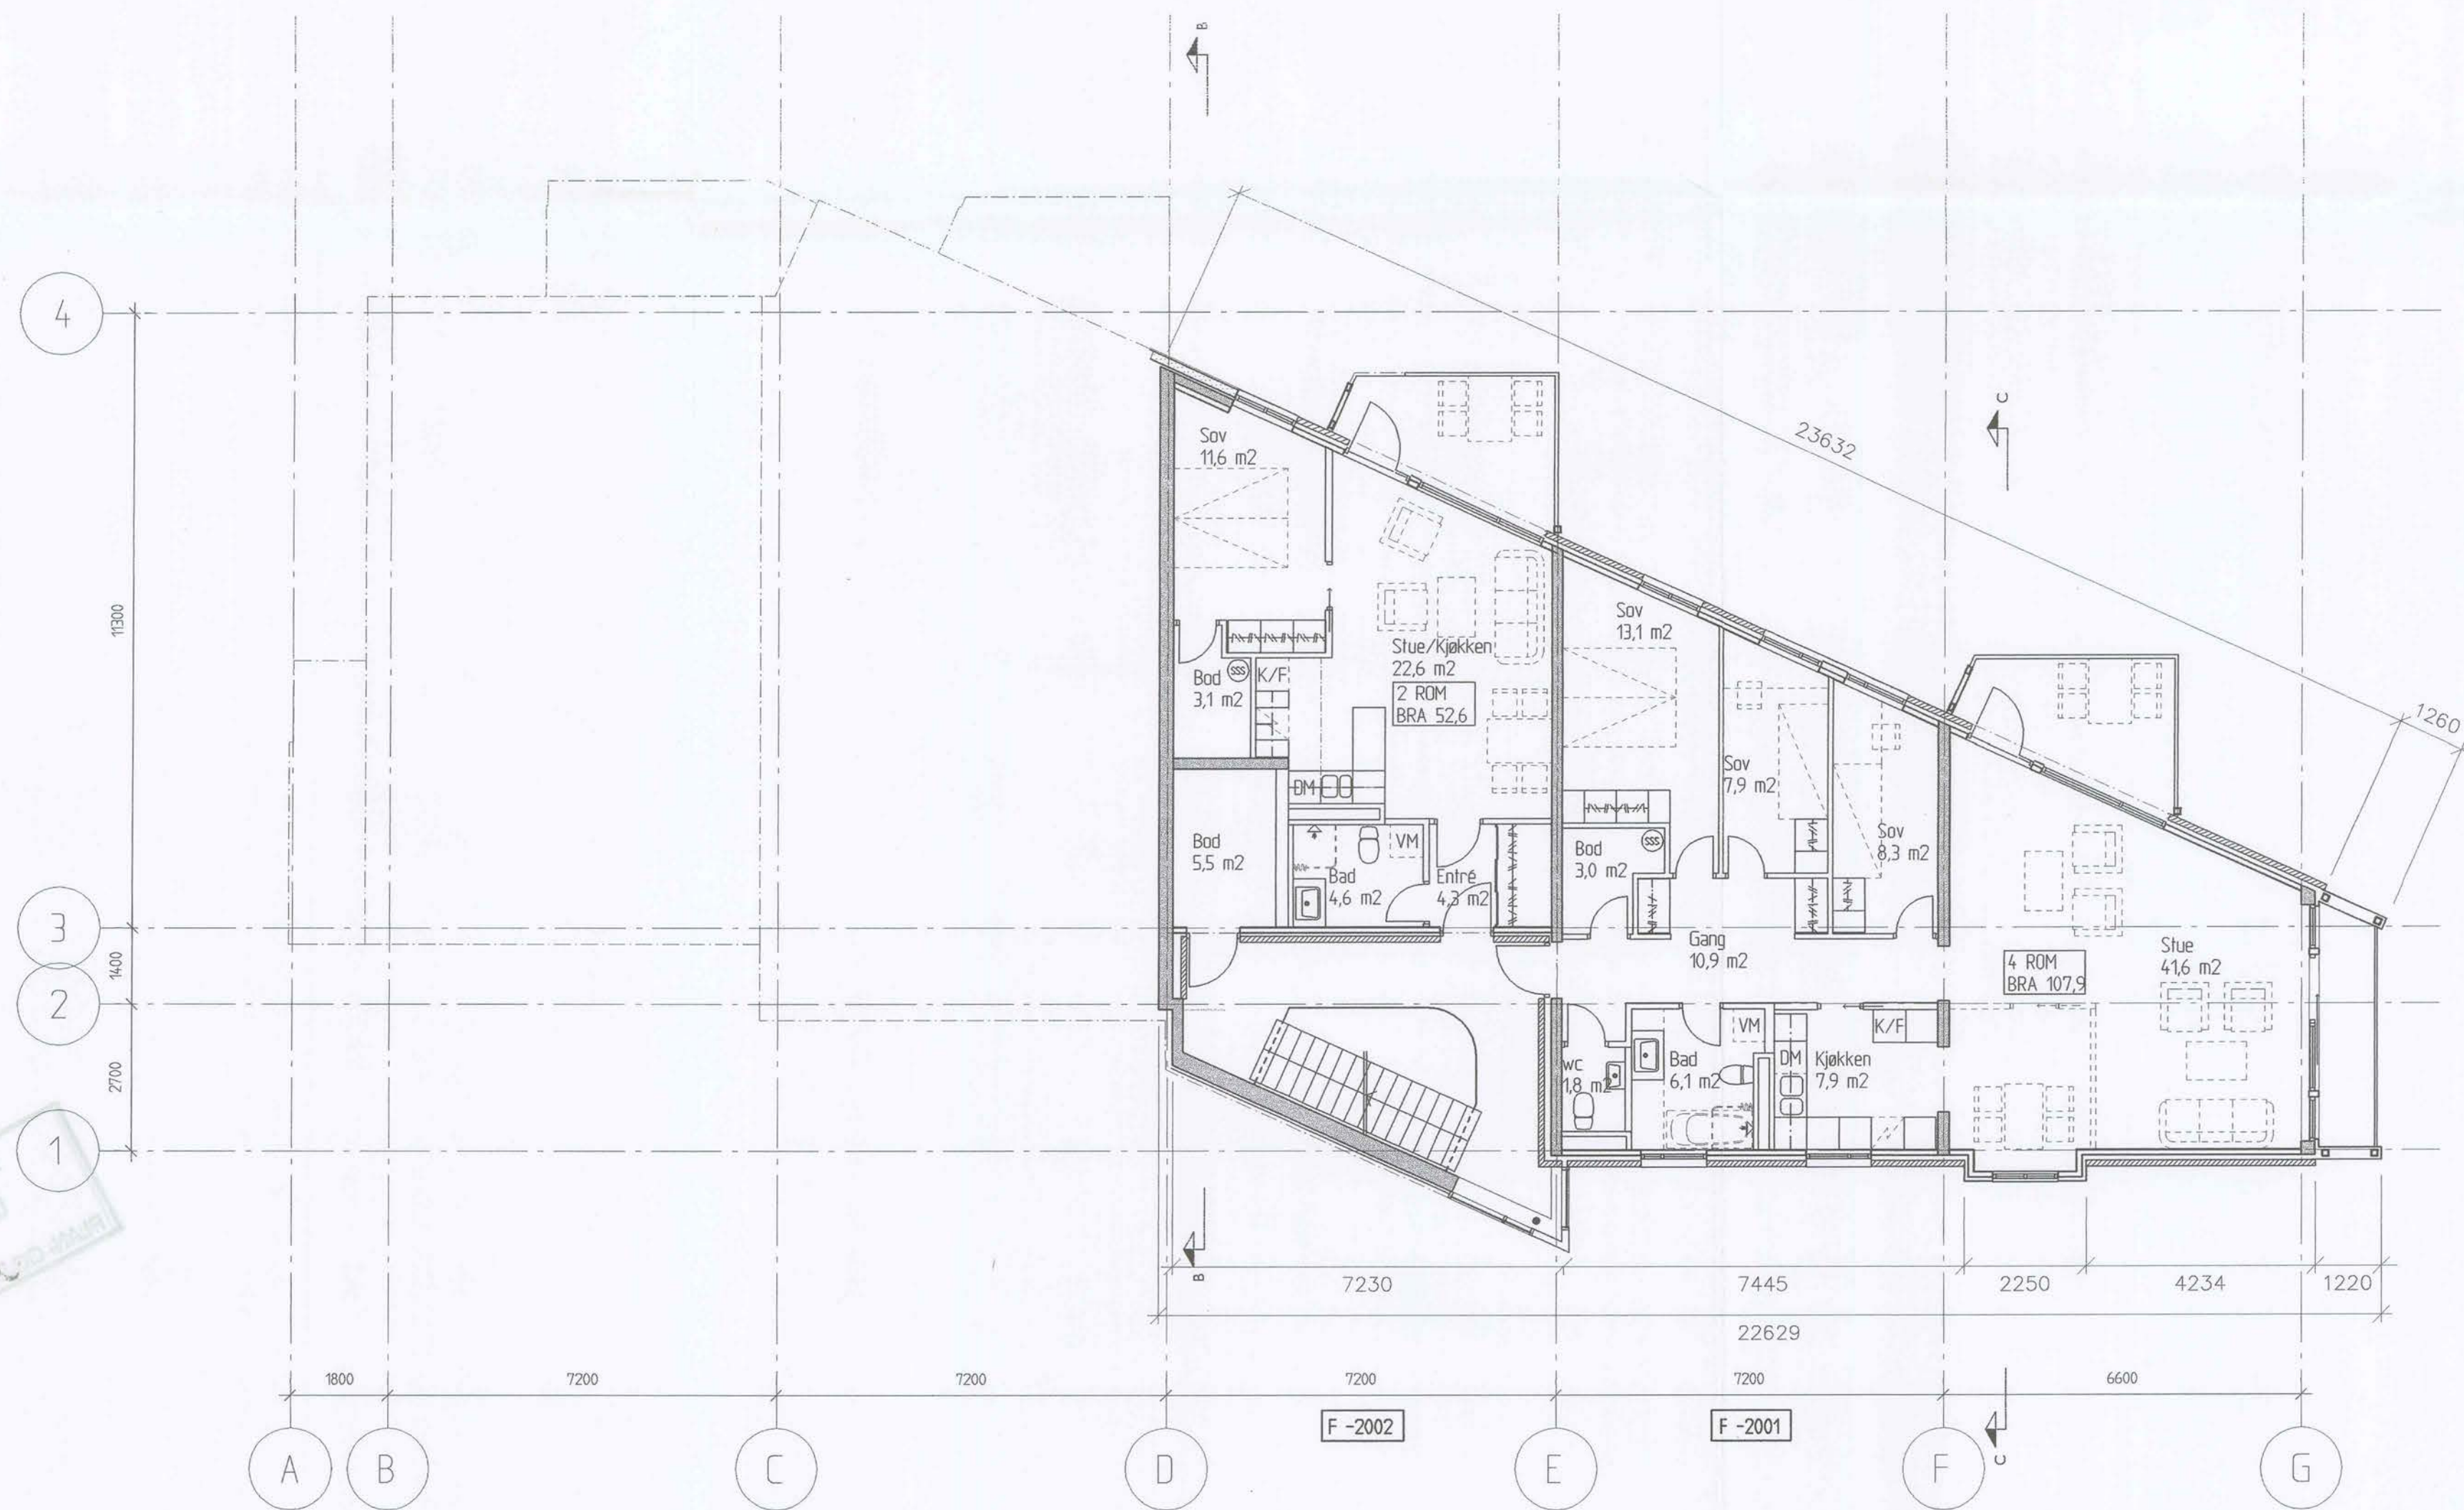 B
4
23632
C
Sov
11,6 m2
11300
Sov
13,1 m2
Stue/Kjøkken
22,6 m2
2 ROM
BRA 52,6
Bod
3,1 m2
SSS
K/F
1260
Sov
7,9 m2
DM
Bod
5,5 m2
VM
Bad
4,6 m2
Entré
4,3 m2
Bod
3,0 m2
SSS
Sov
8,3 m2
3
1400
Gang
10,9 m2
4 ROM
BRA 107,9
Stue
41,6 m2
2
2700
wc
1,8 m2
Bad
6,1 m2
VM
DM
Kjøkken
7,9 m2
K/F
1
B
7230
7445
2250
4234
1220
22629
1800
7200
7200
7200
7200
6600
F -2002
F -2001
C
A
B
C
D
E
F
G